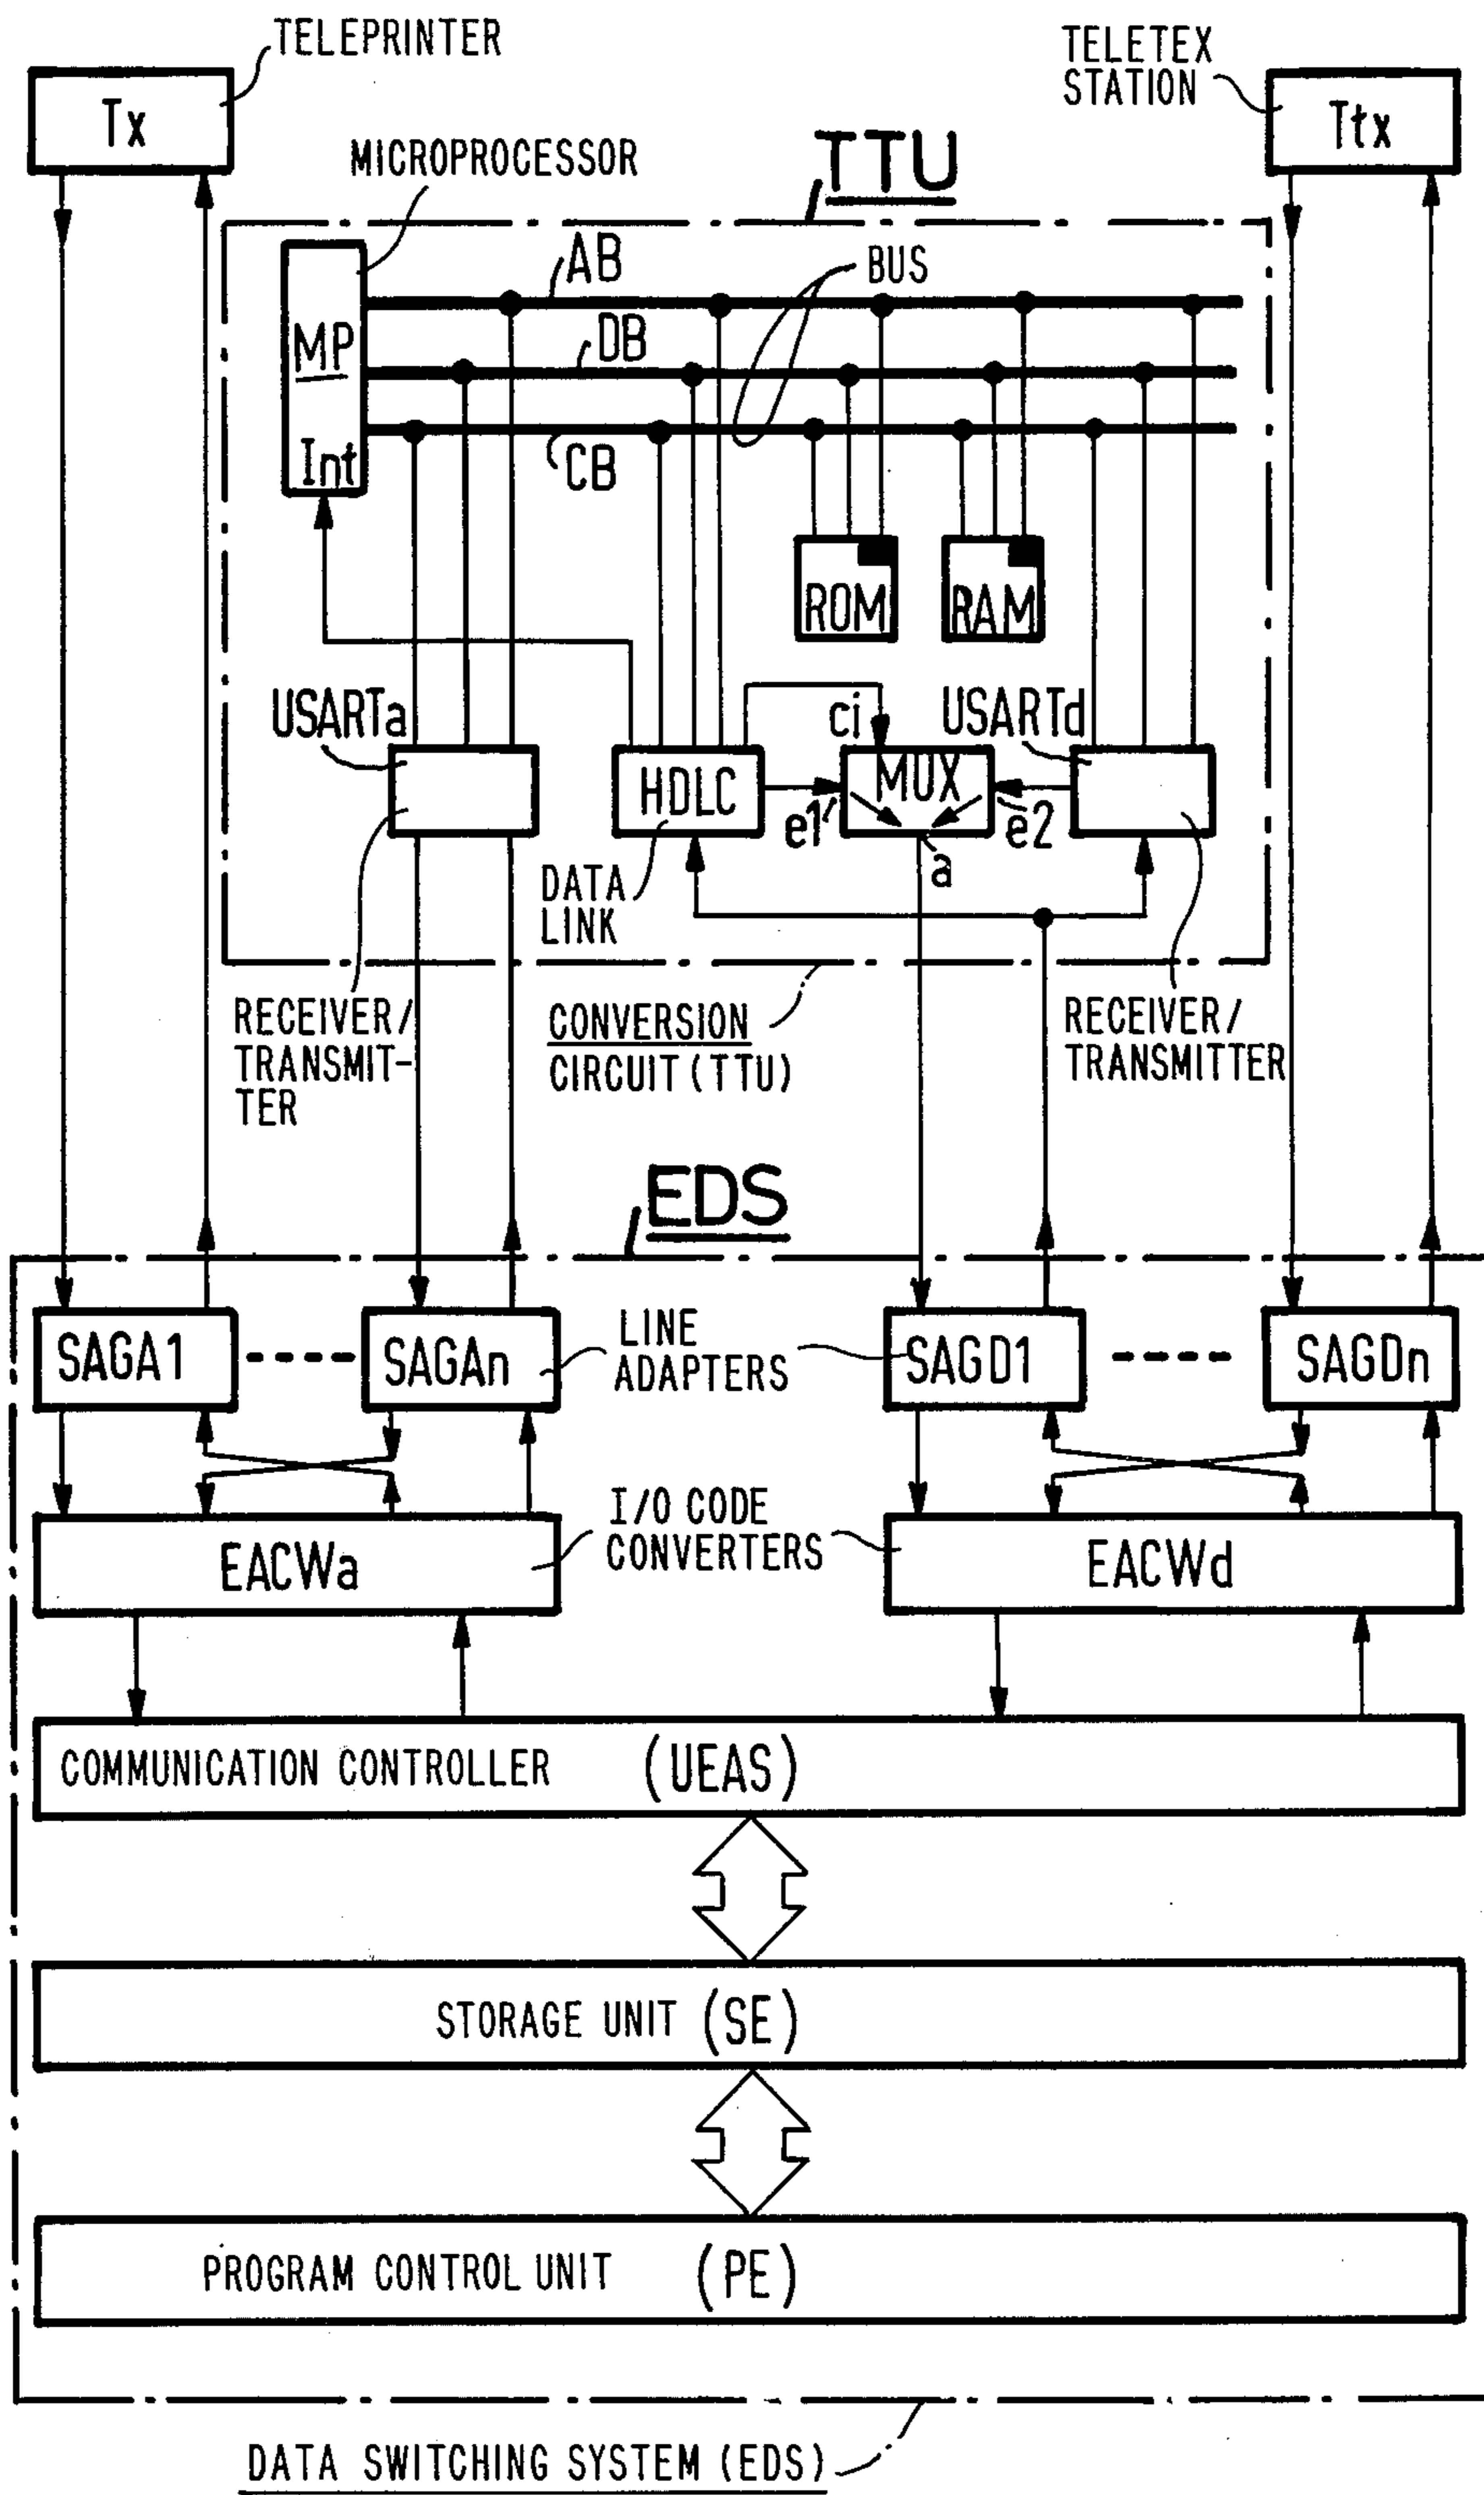 TELEPRINTER
TELETEX
STATION
Tx
Ttx
MICROPROCESSOR
TTU
AB
BUS
DB
MP
Int
CB
ROM
RAM
USARTa
ci
USARTd
HDLC
MUX
e1
e2
a
DATA
LINK
RECEIVER/
TRANSMIT-
TER
CONVERSION
CIRCUIT (TTU)
RECEIVER/
TRANSMITTER
EDS
SAGA1
SAGAn
LINE
ADAPTERS
SAGD1
SAGDn
I/O CODE
CONVERTERS
EACWa
EACWd
COMMUNICATION CONTROLLER (UEAS)
STORAGE UNIT (SE)
PROGRAM CONTROL UNIT (PE)
DATA SWITCHING SYSTEM (EDS)